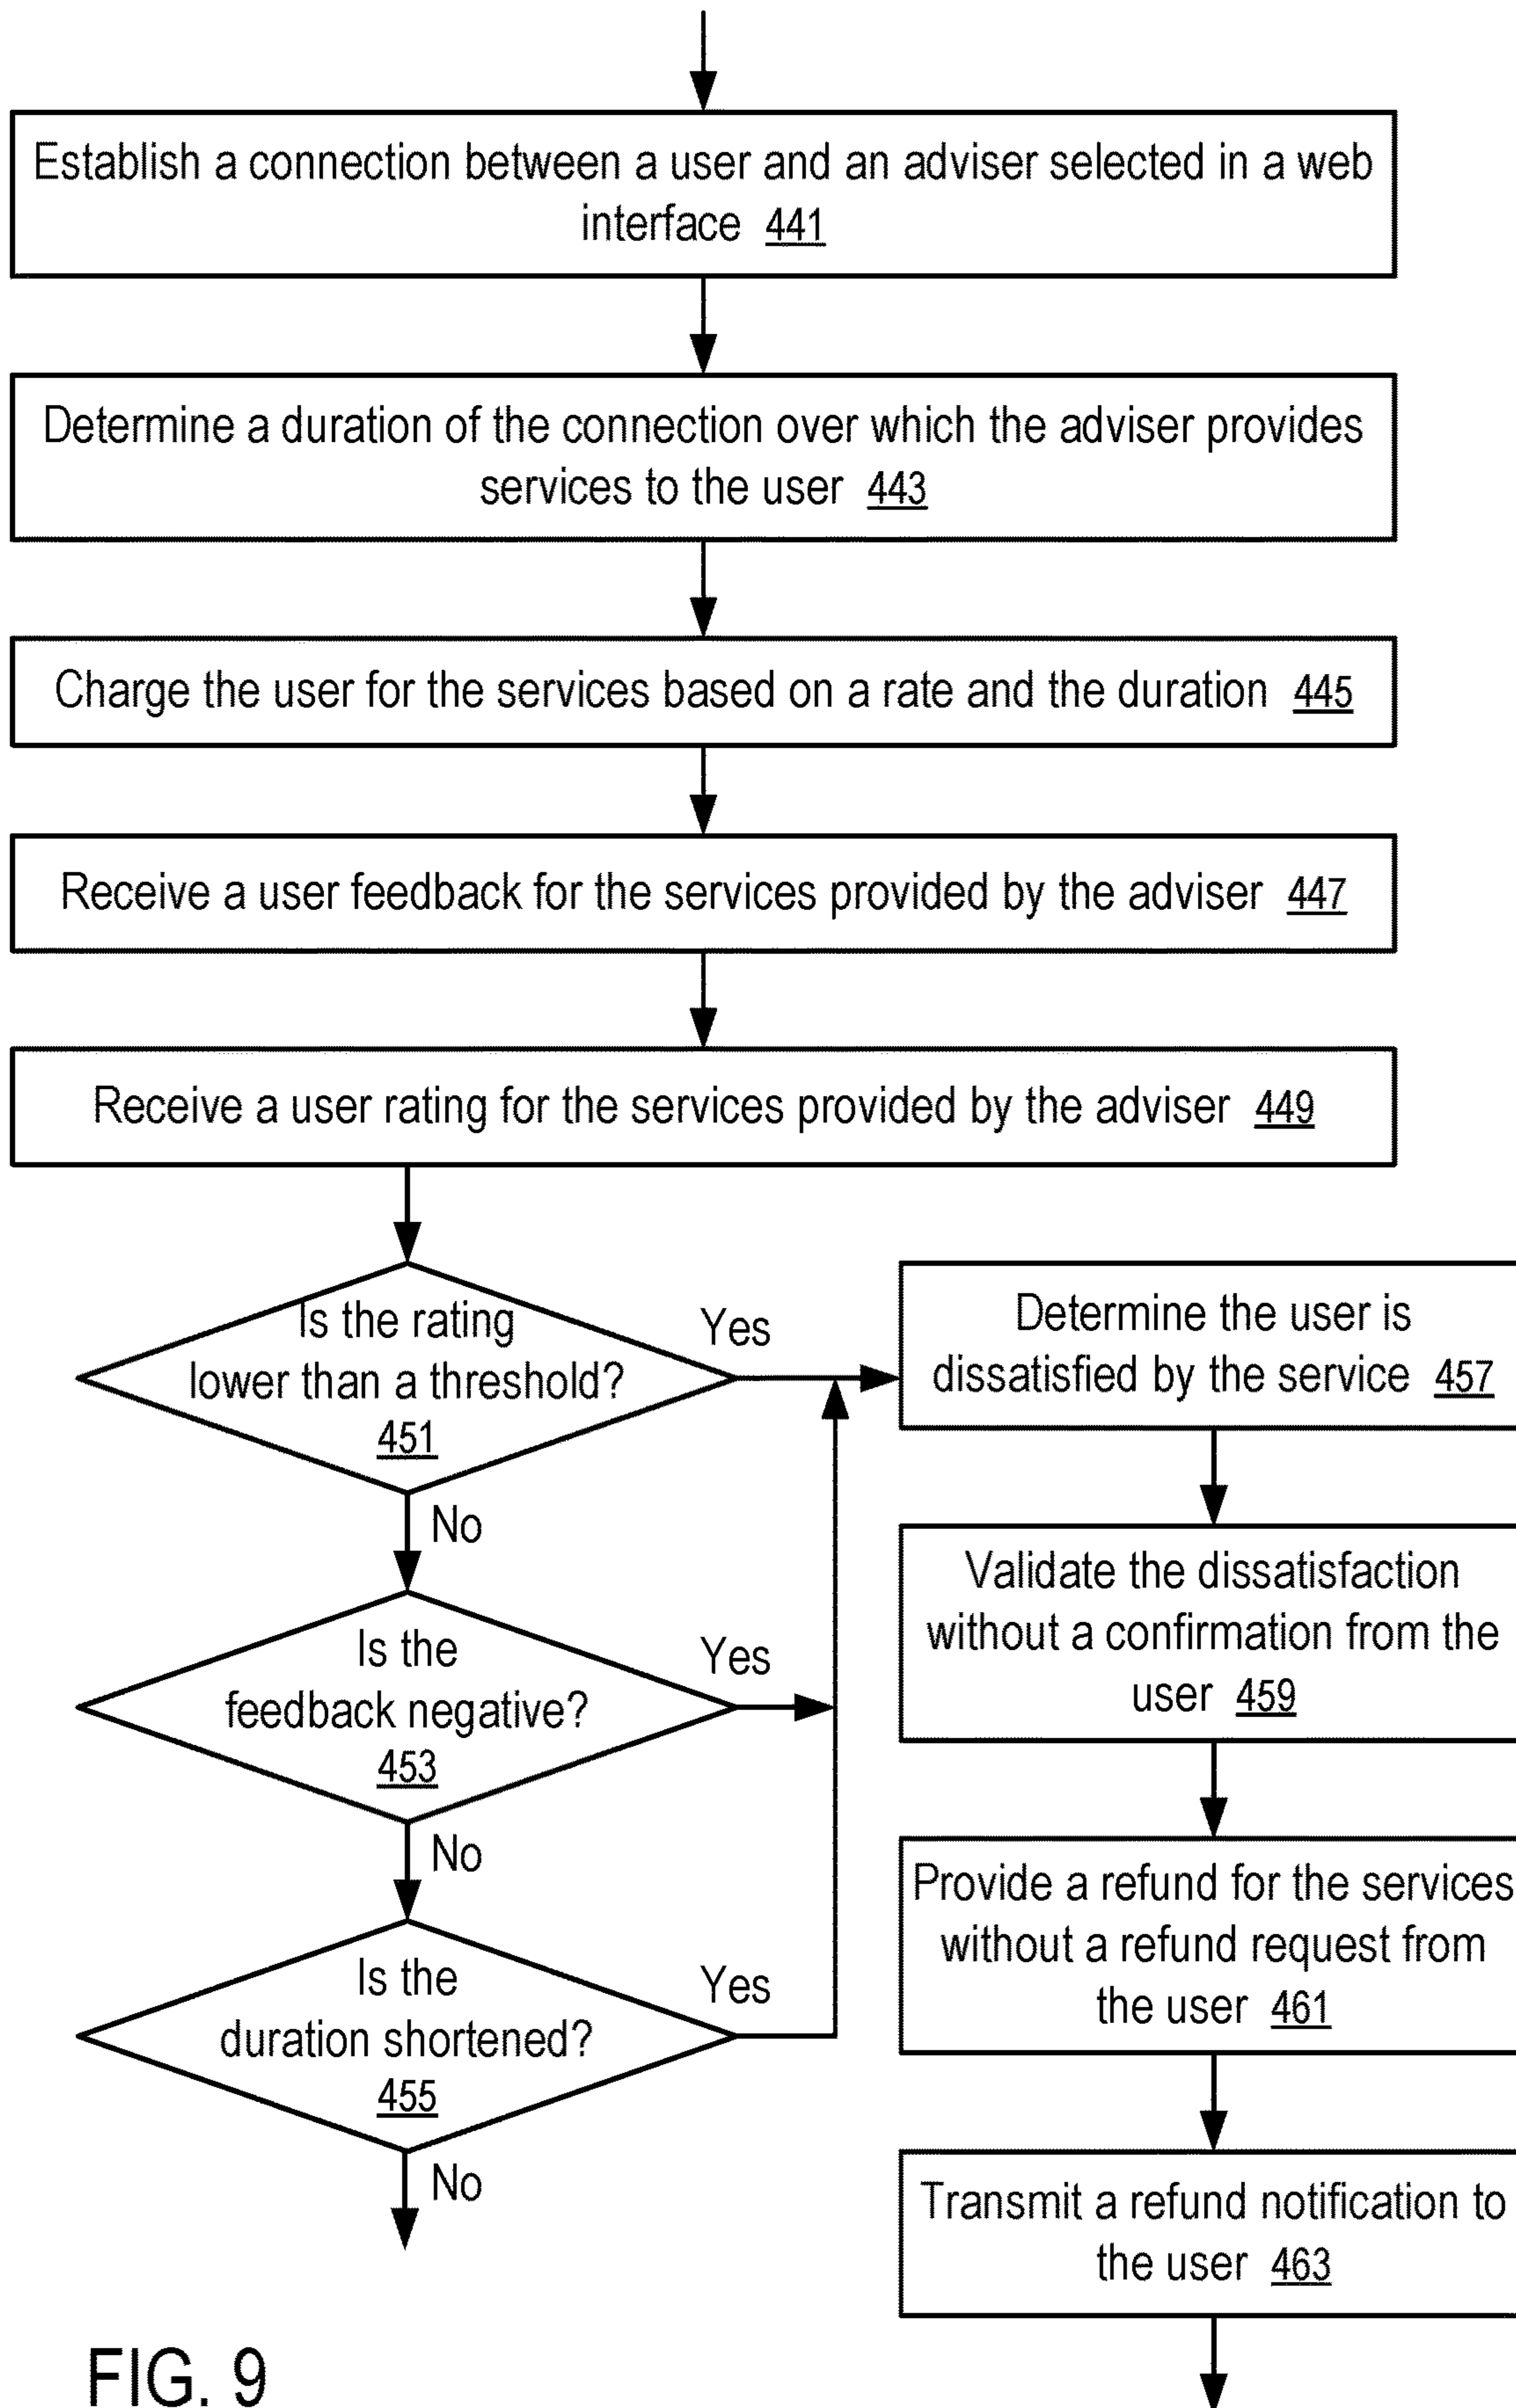 Establish a connection between a user and an adviser selected in a web
interface 441
Determine a duration of the connection over which the adviser provides
services to the user 443
Charge the user for the services based on a rate and the duration 445
Receive a user feedback for the services provided by the adviser 447
Receive a user rating for the services provided by the adviser 449
Is the rating
lower than a threshold?
451
Yes
No
Determine the user is
dissatisfied by the service 457
Is the
feedback negative?
453
Yes
No
Validate the dissatisfaction
without a confirmation from the
user 459
Is the
duration shortened?
455
Yes
No
Provide a refund for the services
without a refund request from
the user 461
Transmit a refund notification to
the user 463
FIG. 9